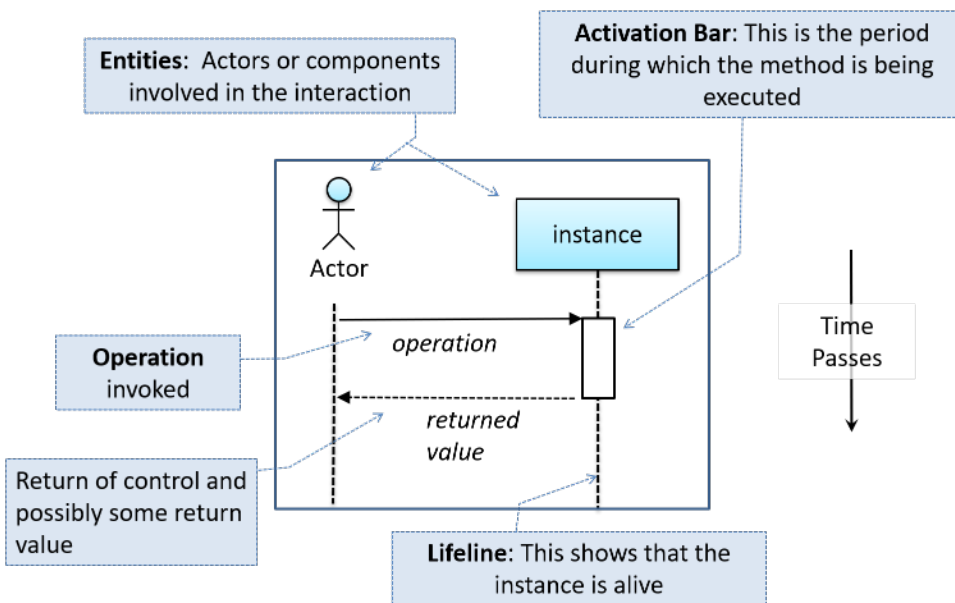 Entities: Actors or components
involved in the interaction
Activation Bar: This is the period
during which the method is being
executed
Actor
instance
operation
Operation
invoked
Time
Passes
returned
value
Return of control and
possibly some return
value
Lifeline: This shows that the
instance is alive